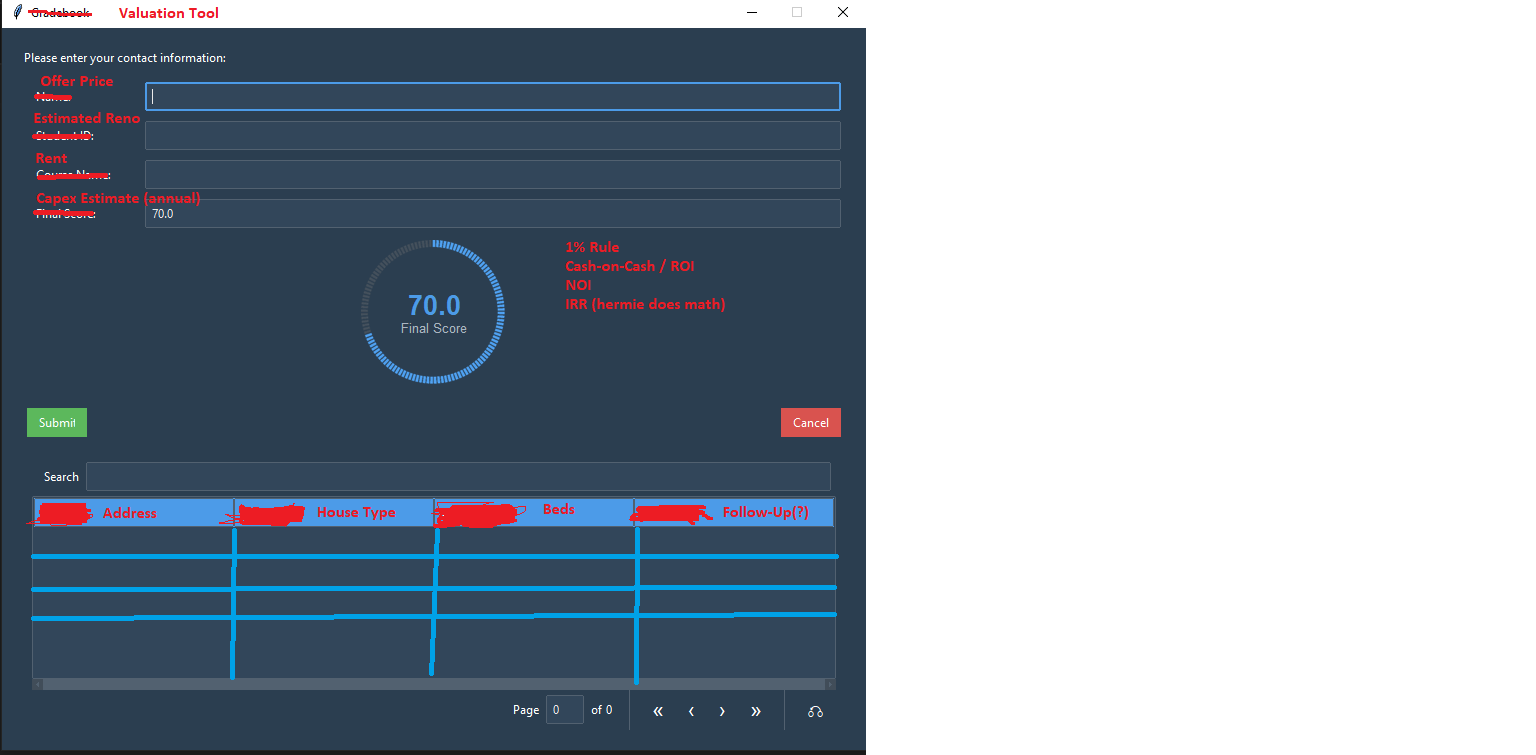 Gradebook Valuation Tool
Please enter your contact information:
Offer Price
Name:
Estimated Reno
Student ID:
Rent
Course Name:
Capex Estimate (annual)
Final Score: 70.0
1% Rule
Cash-on-Cash / ROI
NOI
IRR (hermie does math)
70.0
Final Score
Submit Cancel
Search
Address House Type Beds Follow-Up(?)
Page 0 of 0 « ‹ › »